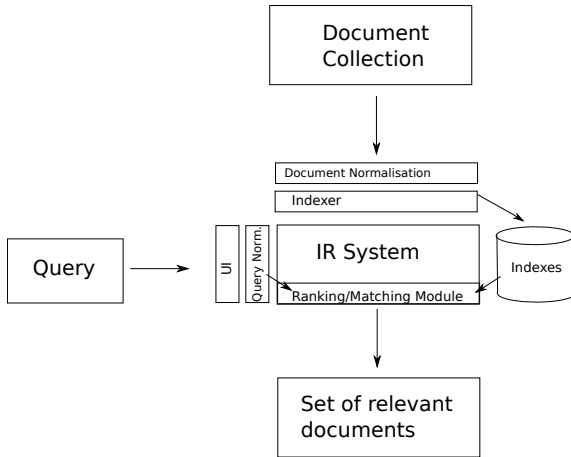 Document
Collection
Document Normalisation
Indexer
Query
UI
Query Norm.
IR System
Ranking/Matching Module
Indexes
Set of relevant
documents